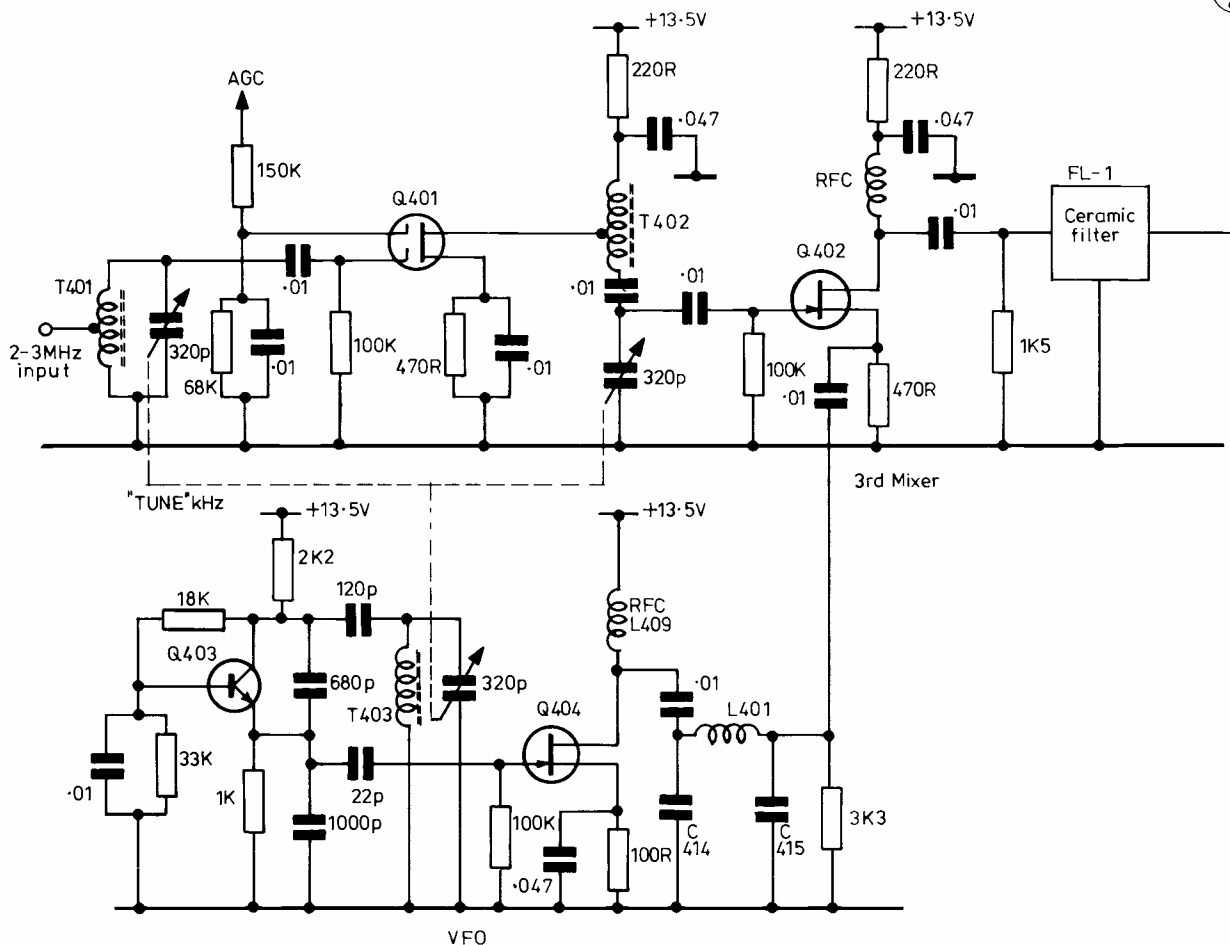 +13·5V
+13·5V
220R
220R
AGC
·047
·047
150K
RFC
FL-1
Q401
T402
·01
Ceramic
filter
Q402
T401
·01
·01
·01
2-3MHz
input
320p
68K
·01
100K
470R
·01
320p
100K
·01
470R
1K5
"TUNE" kHz
3rd Mixer
+13·5V
+13·5V
2K2
18K
120p
RFC
L409
Q403
680p
T403
320p
·01
Q404
L401
33K
·01
1K
22p
1000p
100K
·047
100R
C
414
C
415
3K3
VFO